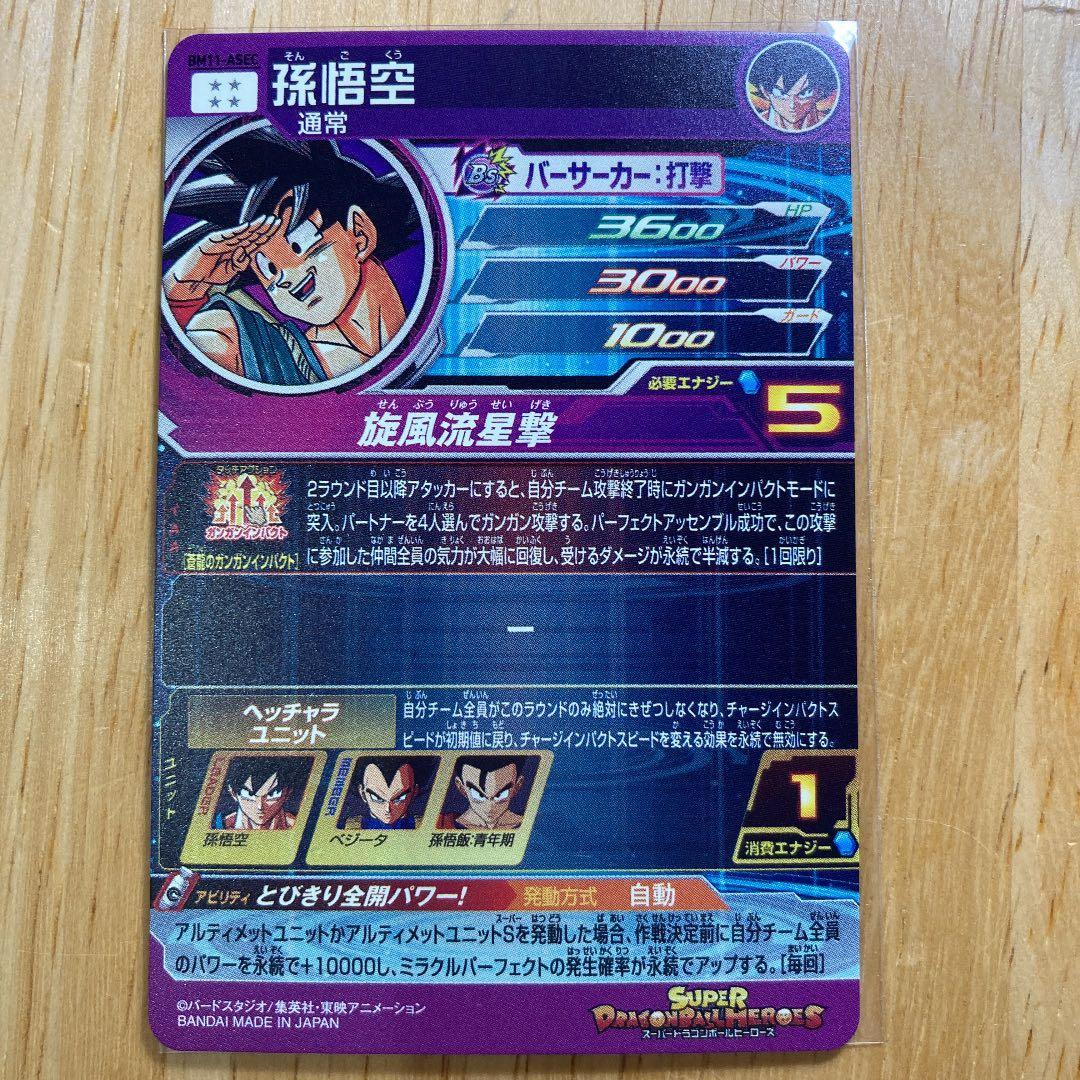 BM11-ASEC
そん ご くう
孫悟空
通常
Bs バーサーカー:打撃
HP
3600
パワー
3000
ガード
1000
必要エナジー 5
せん ぷう りゅう せい げき
旋風流星撃
タッチアクション
ガンガンインパクト
[蒼龍のガンガンインパクト]
2ラウンド目以降アタッカーにすると、自分チーム攻撃終了時にガンガンインパクトモードに
突入。パートナーを4人選んでガンガン攻撃する。パーフェクトアッセンブル成功で、この攻撃
に参加した仲間全員の気力が大幅に回復し、受けるダメージが永続で半減する。[1回限り]
ー
ヘッチャラ
ユニット
自分チーム全員がこのラウンドのみ絶対にきぜつしなくなり、チャージインパクトス
ピードが初期値に戻り、チャージインパクトスピードを変える効果を永続で無効にする。
ユニット
LEADER
孫悟空
MEMBER
ベジータ
孫悟飯:青年期
1
消費エナジー
アビリティ とびきり全開パワー! 発動方式 自動
アルティメットユニットかアルティメットユニットSを発動した場合、作戦決定前に自分チーム全員
のパワーを永続で+10000し、ミラクルパーフェクトの発生確率が永続でアップする。[毎回]
©バードスタジオ/集英社・東映アニメーション
BANDAI MADE IN JAPAN
SUPER
DRAGONBALL HEROES
スーパードラゴンボールヒーローズ